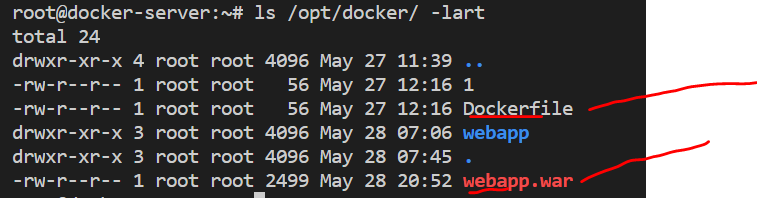 root@docker-server:~# ls /opt/docker/ -lart
total 24
drwxr-xr-x 4 root root 4096 May 27 11:39 ..
-rw-r--r-- 1 root root   56 May 27 12:16 1
-rw-r--r-- 1 root root   56 May 27 12:16 Dockerfile
drwxr-xr-x 3 root root 4096 May 28 07:06 webapp
drwxr-xr-x 3 root root 4096 May 28 07:45 .
-rw-r--r-- 1 root root 2499 May 28 20:52 webapp.war